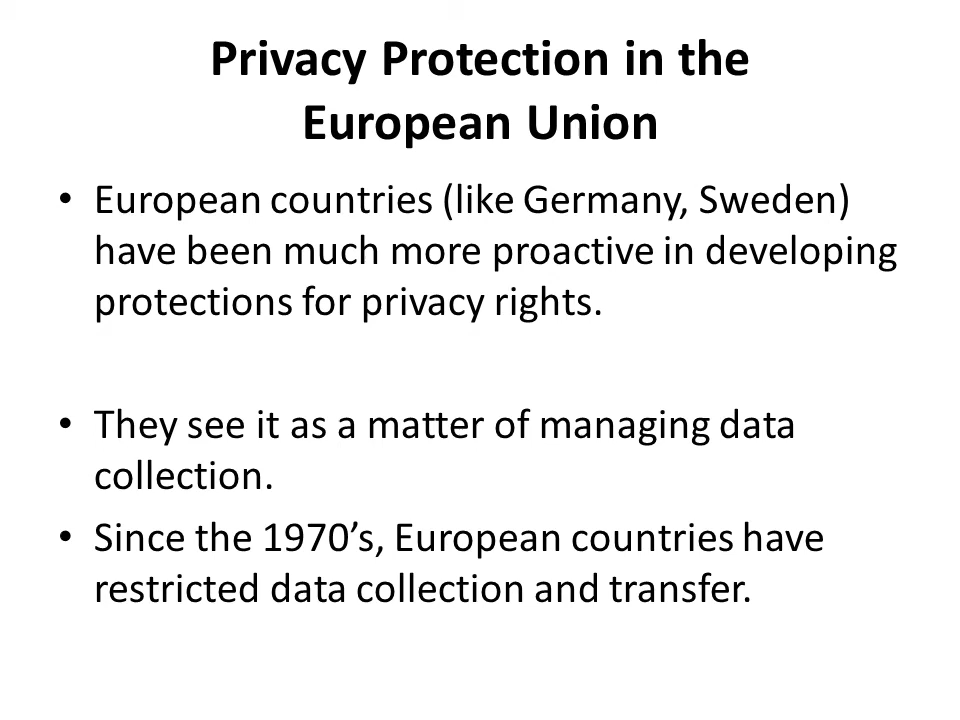 Privacy Protection in the
European Union
• European countries (like Germany, Sweden)
have been much more proactive in developing
protections for privacy rights.
• They see it as a matter of managing data
collection.
• Since the 1970’s, European countries have
restricted data collection and transfer.